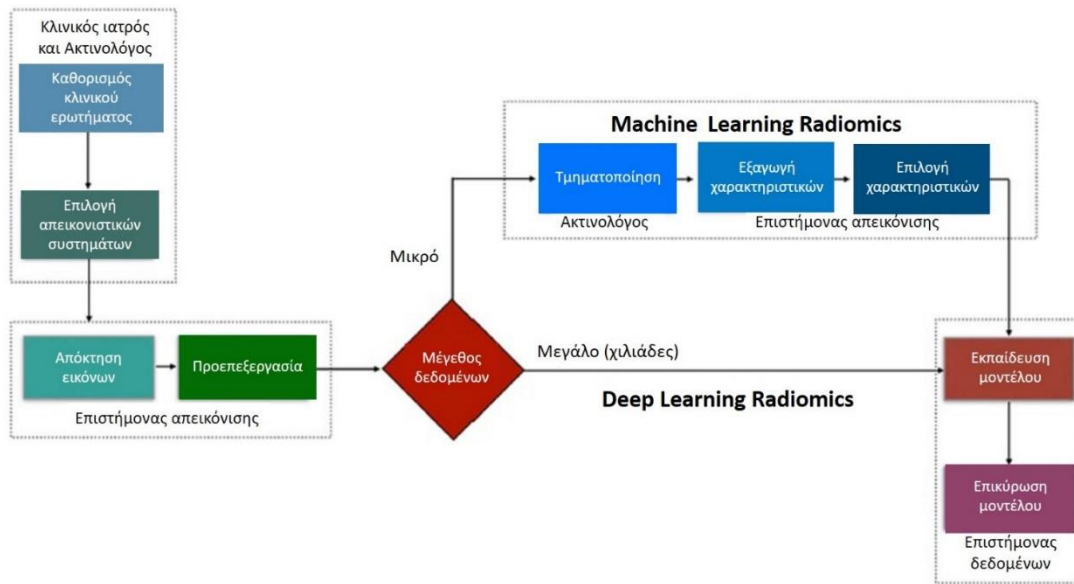 Κλινικός ιατρός
και Ακτινολόγος
Καθορισμός
κλινικού
ερωτήματος
Επιλογή
απεικονιστικών
συστημάτων
Απόκτηση
εικόνων
Προεπεξεργασία
Επιστήμονας απεικόνισης
Μέγεθος
δεδομένων
Μικρό
Machine Learning Radiomics
Τμηματοποίηση
Εξαγωγή
χαρακτηριστικών
Επιλογή
χαρακτηριστικών
Ακτινολόγος
Επιστήμονας απεικόνισης
Μεγάλο (χιλιάδες)
Deep Learning Radiomics
Εκπαίδευση
μοντέλου
Επικύρωση
μοντέλου
Επιστήμονας
δεδομένων